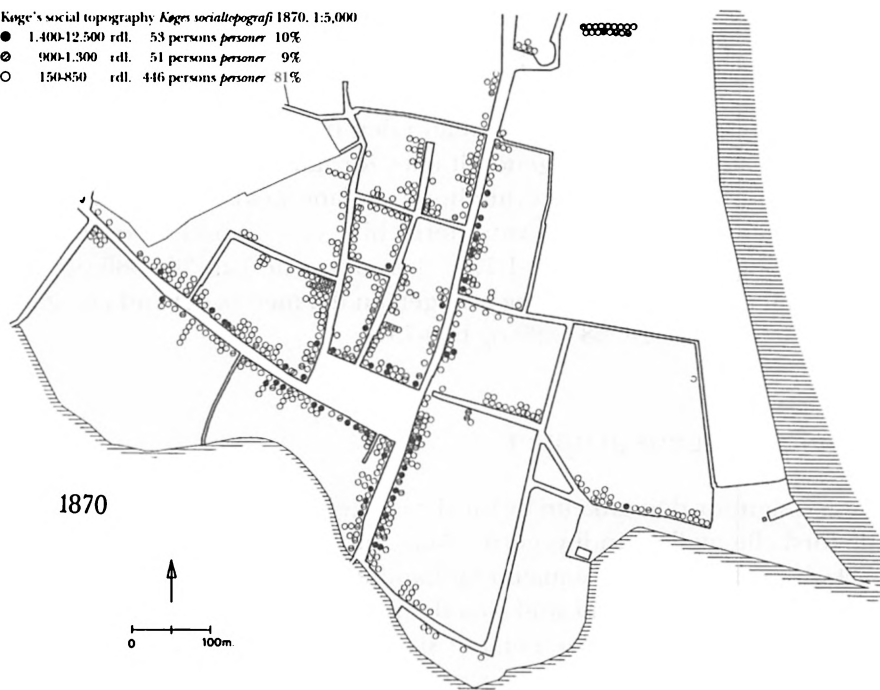 Køge's social topography Køges socialtopografi 1870. 1:5,000
1.400-12.500 rdl. 53 persons personer 10%
900-1.300 rdl. 51 persons personer 9%
150-850 rdl. 446 persons personer 81%
1870
0 100m.